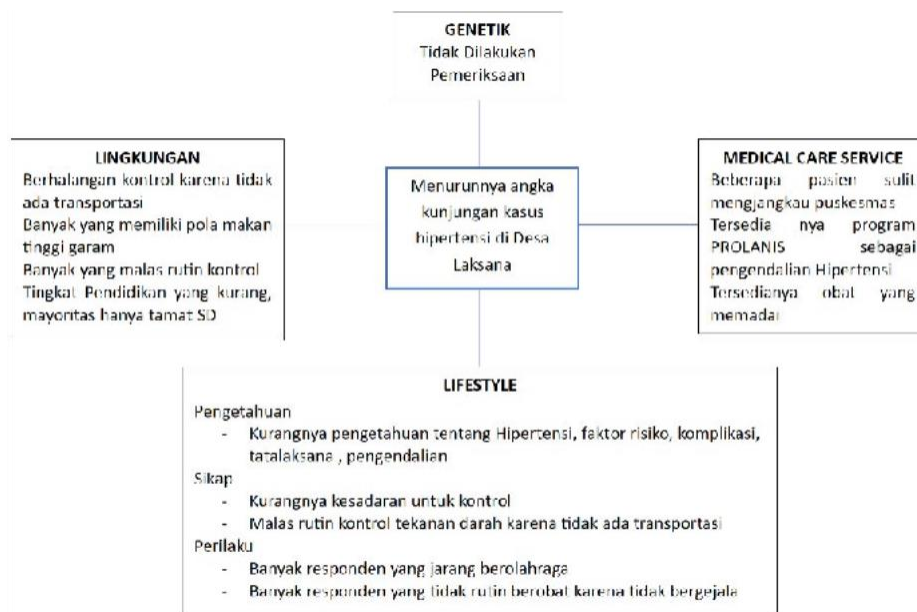 GENETIK
Tidak Dilakukan
Pemeriksaan
LINGKUNGAN
Berhalangan kontrol karena tidak
ada transportasi
Banyak yang memiliki pola makan
tinggi garam
Banyak yang malas rutin kontrol
Tingkat Pendidikan yang kurang,
mayoritas hanya tamat SD
Menurunnya angka
kunjungan kasus
hipertensi di Desa
Laksana
MEDICAL CARE SERVICE
Beberapa pasien sulit
mengjangkau puskesmas
Tersedia nya program
PROLANIS sebagai
pengendalian Hipertensi
Tersedianya obat yang
memadai
LIFESTYLE
Pengetahuan
- Kurangnya pengetahuan tentang Hipertensi, faktor risiko, komplikasi,
tatalaksana , pengendalian
Sikap
- Kurangnya kesadaran untuk kontrol
- Malas rutin kontrol tekanan darah karena tidak ada transportasi
Perilaku
- Banyak responden yang jarang berolahraga
- Banyak responden yang tidak rutin berobat karena tidak bergejala